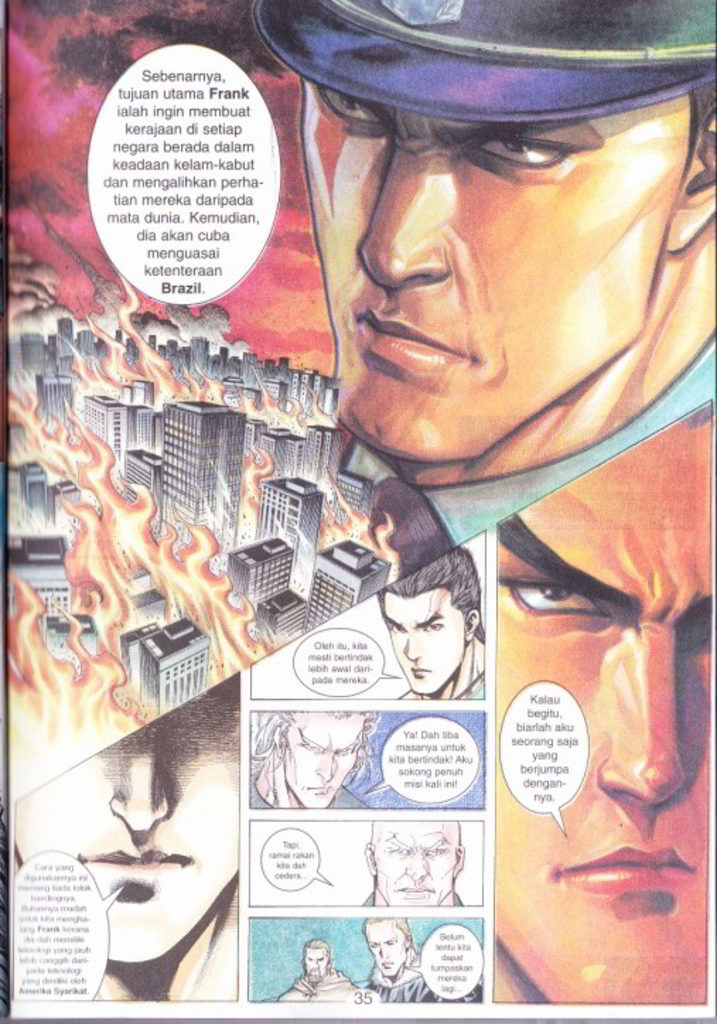 Sebenarnya,
tujuan utama Frank
ialah ingin membuat
kerajaan di setiap
negara berada dalam
keadaan kelam-kabut
dan mengalihkan perha-
tian mereka daripada
mata dunia. Kemudian,
dia akan cuba
menguasai
ketenteraan
Brazil.
Oleh itu, kita
mesti bertindak
lebih awal dari-
pada mereka.
Ya! Dah tiba
masanya untuk
kita bertindak! Aku
sokong penuh
misi kali ini!
Tapi,
ramai rakan
kita dah
cedera...
Belum
tentu kita
dapat
tumpaskan
mereka
lagi...
Kalau
begitu,
biarlah aku
seorang saja
yang
berjumpa
dengan-
nya.
Cara yang
digunakannya ini
memang tiada tolok
bandingnya.
Bukannya mudah
untuk kita mengha-
lang Frank kerana
dia dah memiliki
teknologi yang jauh
lebih canggih dari-
pada teknologi
yang dimiliki oleh
Amerika Syarikat.
35